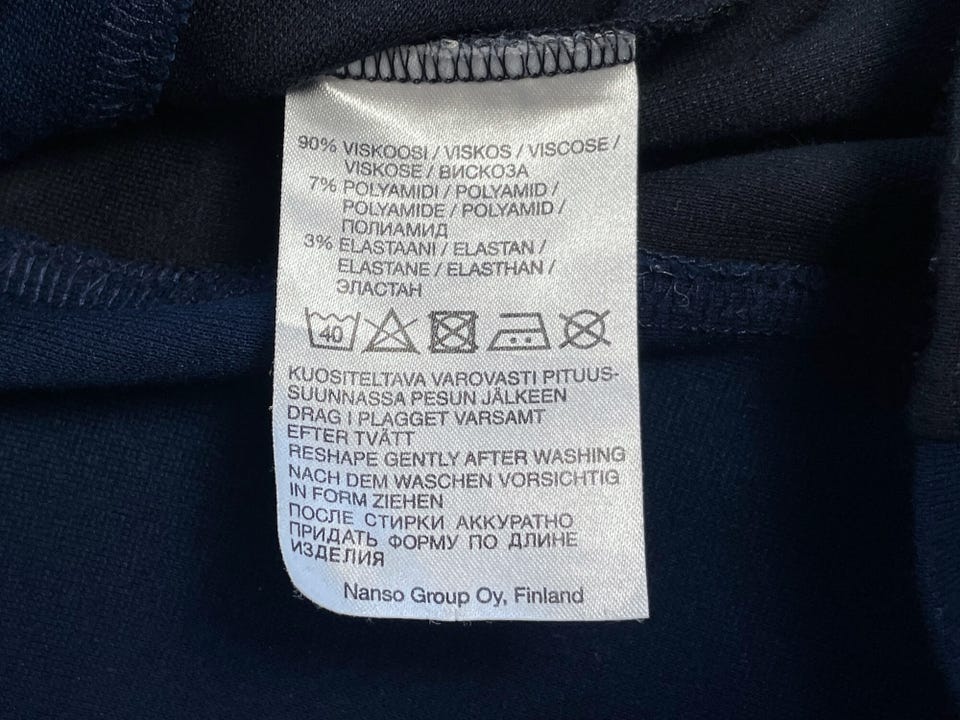 90% VISKOOSI / VISKOS / VISCOSE /
VISKOSE / ВИСКОЗА
7% POLYAMIDI / POLYAMID /
POLYAMIDE / POLYAMID /
ПОЛИАМИД
3% ELASTAANI / ELASTAN /
ELASTANE / ELASTHAN /
ЭЛАСТАН
40
KUOSITELTAVA VAROVASTI PITUUS-
SUUNNASSA PESUN JÄLKEEN
DRAG I PLAGGET VARSAMT
EFTER TVÄTT
RESHAPE GENTLY AFTER WASHING
NACH DEM WASCHEN VORSICHTIG
IN FORM ZIEHEN
ПОСЛЕ СТИРКИ АККУРАТНО
ПРИДАТЬ ФОРМУ ПО ДЛИНЕ
ИЗДЕЛИЯ
Nanso Group Oy, Finland